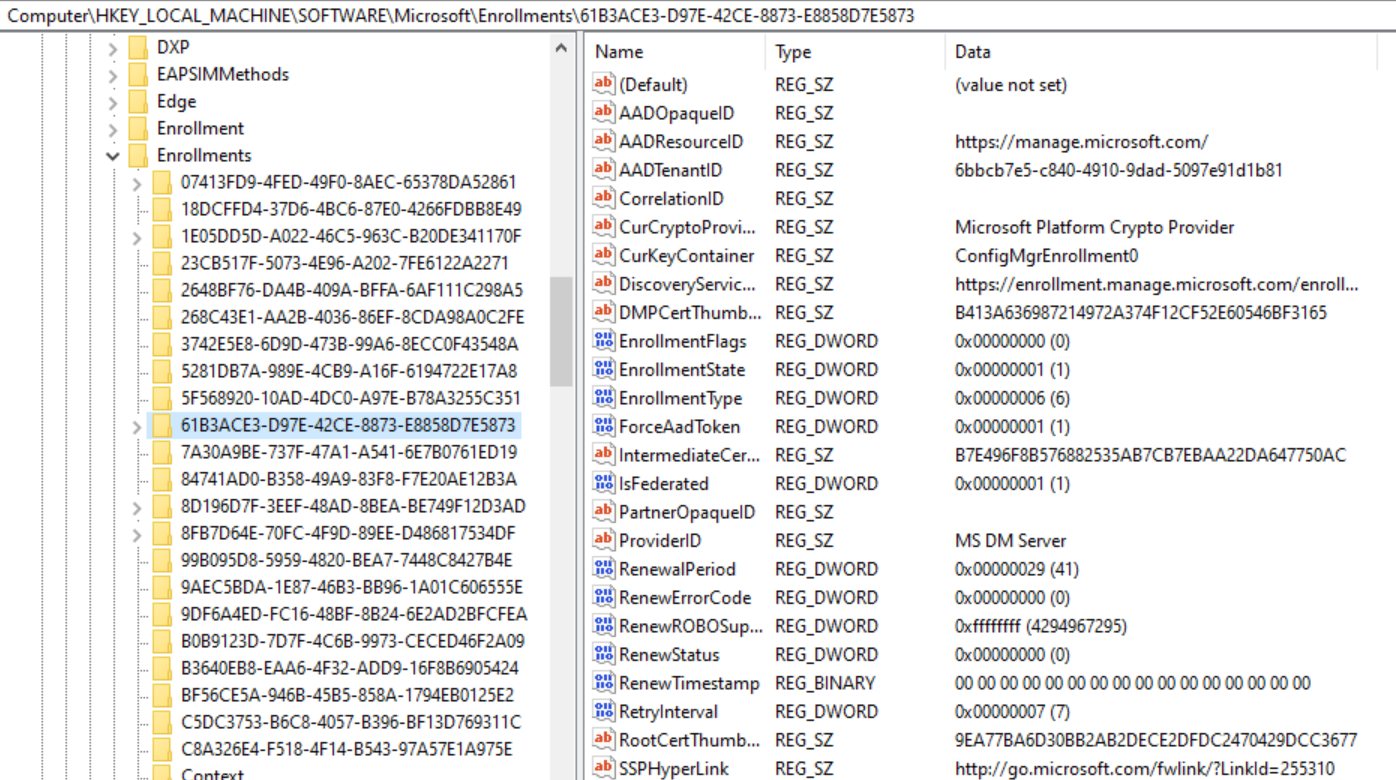 Computer\HKEY_LOCAL_MACHINE\SOFTWARE\Microsoft\Enrollments\61B3ACE3-D97E-42CE-8873-E8858D7E5873
DXP
EAPSIMMethods
Edge
Enrollment
Enrollments
07413FD9-4FED-49F0-8AEC-65378DA52861
18DCFFD4-37D6-4BC6-87E0-4266FDBB8E49
1E05DD5D-A022-46C5-963C-B20DE341170F
23CB517F-5073-4E96-A202-7FE6122A2271
2648BF76-DA4B-409A-BFFA-6AF111C298A5
268C43E1-AA2B-4036-86EF-8CDA98A0C2FE
3742E5E8-6D9D-473B-99A6-8ECC0F43548A
5281DB7A-989E-4CB9-A16F-6194722E17A8
5F568920-10AD-4DC0-A97E-B78A3255C351
61B3ACE3-D97E-42CE-8873-E8858D7E5873
7A30A9BE-737F-47A1-A541-6E7B0761ED19
84741AD0-B358-49A9-83F8-F7E20AE12B3A
8D196D7F-3EEF-48AD-8BEA-BE749F12D3AD
8FB7D64E-70FC-4F9D-89EE-D486817534DF
99B095D8-5959-4820-BEA7-7448C8427B4E
9AEC5BDA-1E87-46B3-BB96-1A01C606555E
9DF6A4ED-FC16-48BF-8B24-6E2AD2BFCFEA
B0B9123D-7D7F-4C6B-9973-CECED46F2A09
B3640EB8-EAA6-4F32-ADD9-16F8B6905424
BF56CE5A-946B-45B5-858A-1794EB0125E2
C5DC3753-B6C8-4057-B396-BF13D769311C
C8A326E4-F518-4F14-B543-97A57E1A975E
Context
Name Type Data
(Default) REG_SZ (value not set)
AADOpaqueID REG_SZ
AADResourceID REG_SZ https://manage.microsoft.com/
AADTenantID REG_SZ 6bbcb7e5-c840-4910-9dad-5097e91d1b81
CorrelationID REG_SZ
CurCryptoProvi... REG_SZ Microsoft Platform Crypto Provider
CurKeyContainer REG_SZ ConfigMgrEnrollment0
DiscoveryServic... REG_SZ https://enrollment.manage.microsoft.com/enroll...
DMPCertThumb... REG_SZ B413A636987214972A374F12CF52E60546BF3165
EnrollmentFlags REG_DWORD 0x00000000 (0)
EnrollmentState REG_DWORD 0x00000001 (1)
EnrollmentType REG_DWORD 0x00000006 (6)
ForceAadToken REG_DWORD 0x00000001 (1)
IntermediateCer... REG_SZ B7E496F8B576882535AB7CB7EBAA22DA647750AC
IsFederated REG_DWORD 0x00000001 (1)
PartnerOpaqueID REG_SZ
ProviderID REG_SZ MS DM Server
RenewalPeriod REG_DWORD 0x00000029 (41)
RenewErrorCode REG_DWORD 0x00000000 (0)
RenewROBOSup... REG_DWORD 0xffffffff (4294967295)
RenewStatus REG_DWORD 0x00000000 (0)
RenewTimestamp REG_BINARY 00 00 00 00 00 00 00 00 00 00 00 00 00 00 00 00
RetryInterval REG_DWORD 0x00000007 (7)
RootCertThumb... REG_SZ 9EA77BA6D30BB2AB2DECE2DFDC2470429DCC3677
SSPHyperLink REG_SZ http://go.microsoft.com/fwlink/?LinkId=255310